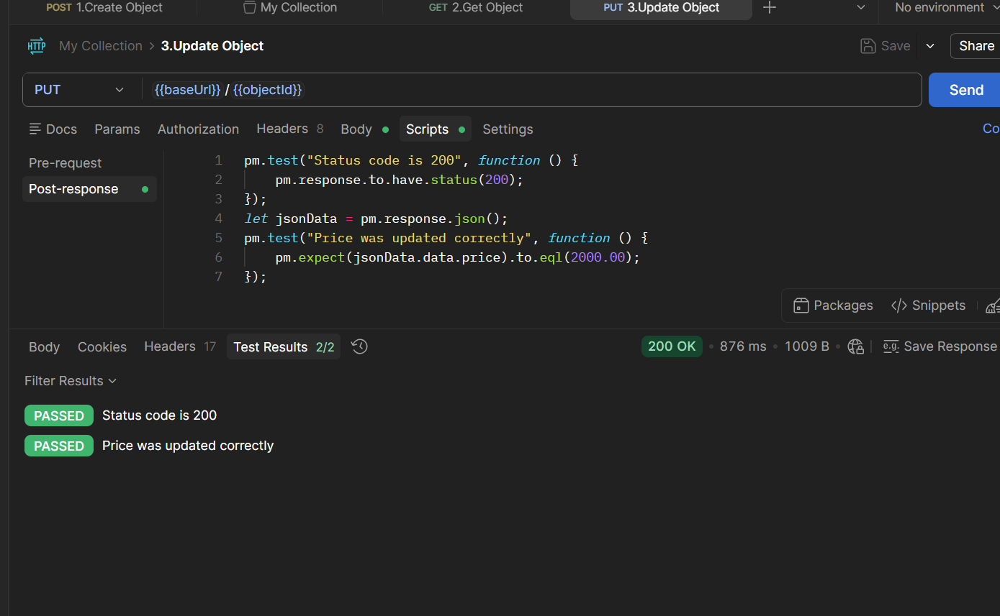 POST 1.Create Object My Collection GET 2.Get Object PUT 3.Update Object No environment
HTTP My Collection > 3.Update Object Save Share
PUT {{baseUrl}} / {{objectId}} Send
Docs Params Authorization Headers 8 Body Scripts Settings Co
Pre-request
Post-response
1 pm.test("Status code is 200", function () {
2 pm.response.to.have.status(200);
3 });
4 let jsonData = pm.response.json();
5 pm.test("Price was updated correctly", function () {
6 pm.expect(jsonData.data.price).to.eql(2000.00);
7 });
Packages </> Snippets
Body Cookies Headers 17 Test Results 2/2 200 OK • 876 ms • 1009 B • e.g. Save Response
Filter Results
PASSED Status code is 200
PASSED Price was updated correctly